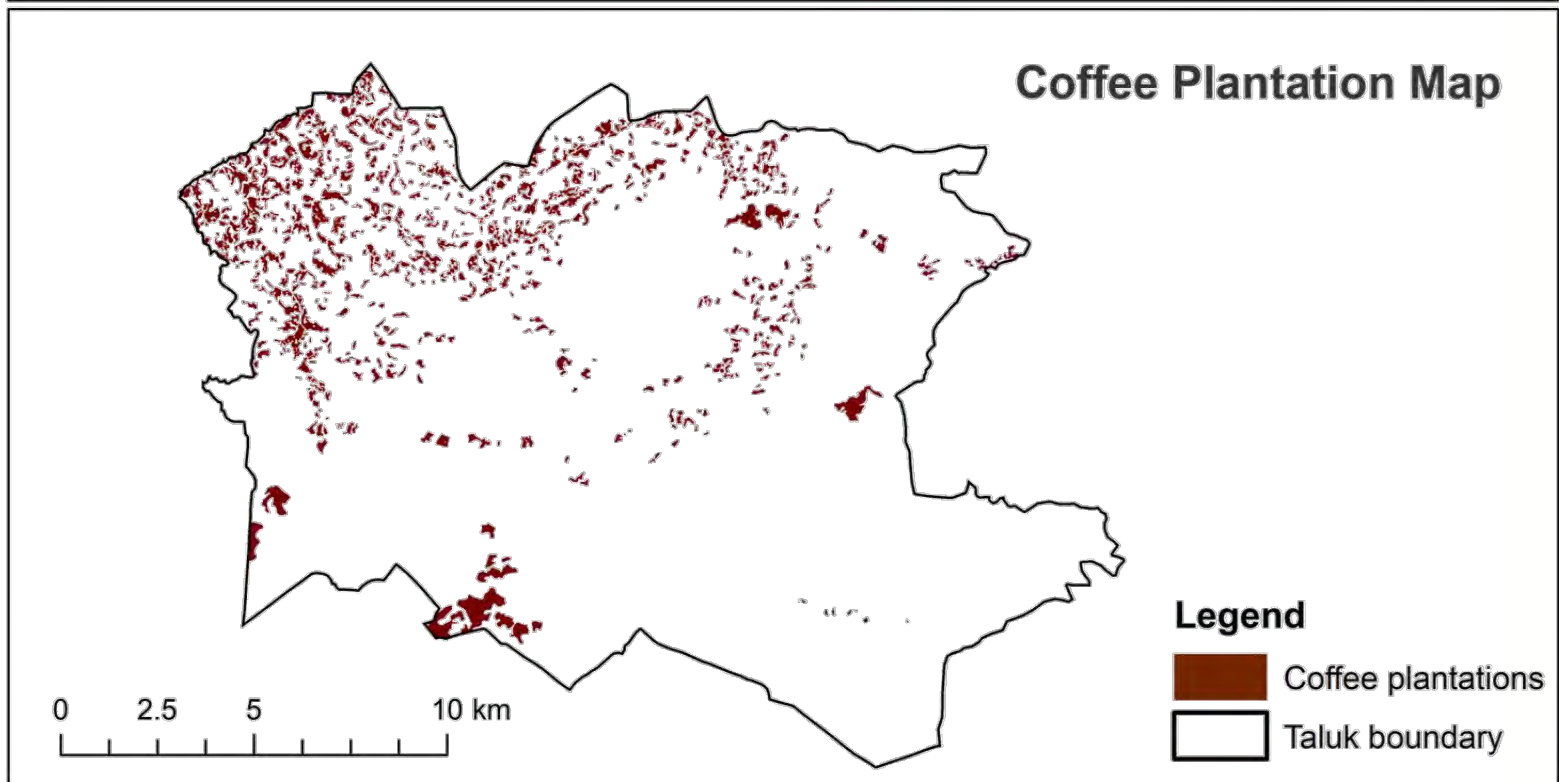 Coffee Plantation Map
Legend
Coffee plantations
Taluk boundary
0 2.5 5 10 km